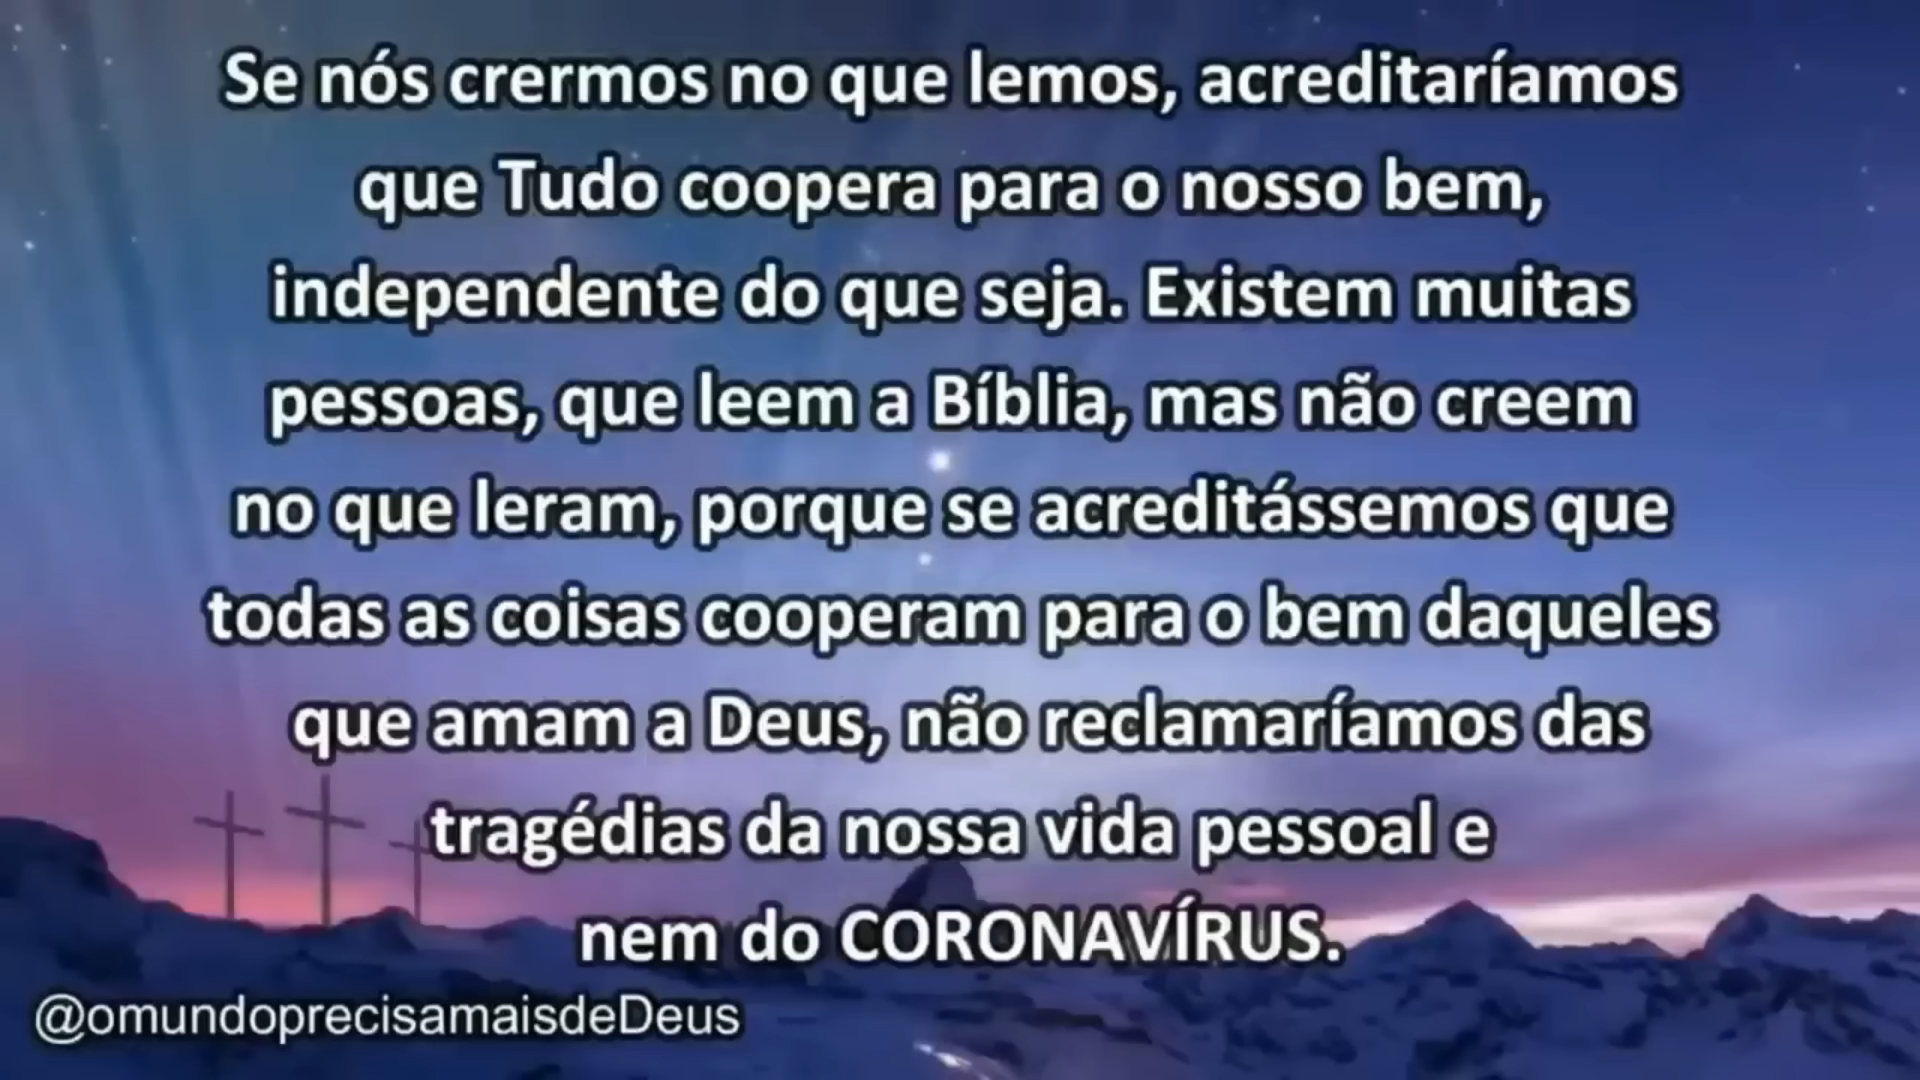 Se nós crermos no que lemos, acreditaríamos
que Tudo coopera para o nosso bem,
independente do que seja. Existem muitas
pessoas, que leem a Bíblia, mas não creem
no que leram, porque se acreditássemos que
todas as coisas cooperam para o bem daqueles
que amam a Deus, não reclamaríamos das
tragédias da nossa vida pessoal e
nem do CORONAVÍRUS.
@omundoprecisamaisdeDeus